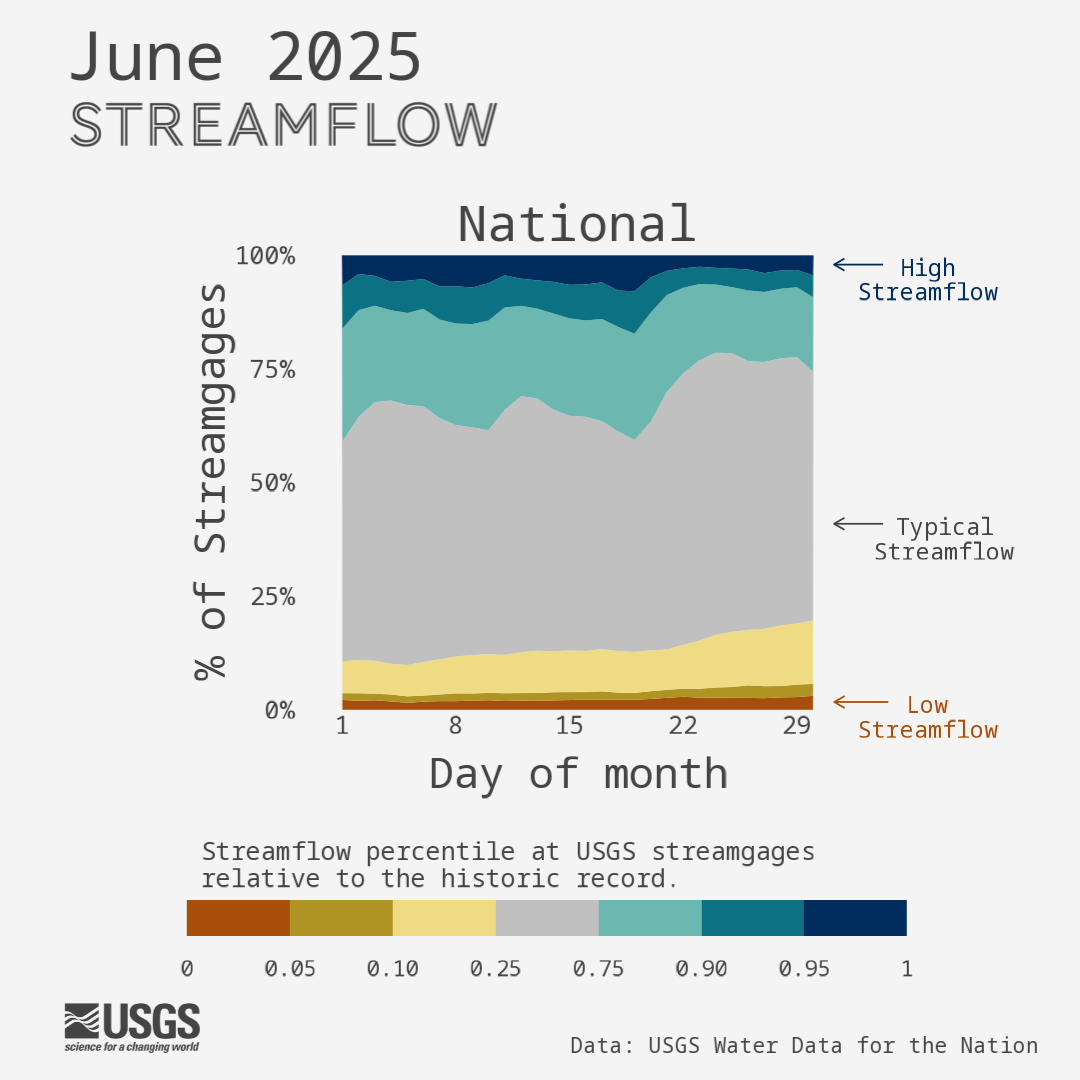 June 2025
STREAMFLOW
National
100%
75%
50%
25%
0%
% of Streamgages
1 8 15 22 29
Day of month
High
Streamflow
Typical
Streamflow
Low
Streamflow
Streamflow percentile at USGS streamgages
relative to the historic record.
0 0.05 0.10 0.25 0.75 0.90 0.95 1
USGS
science for a changing world
Data: USGS Water Data for the Nation